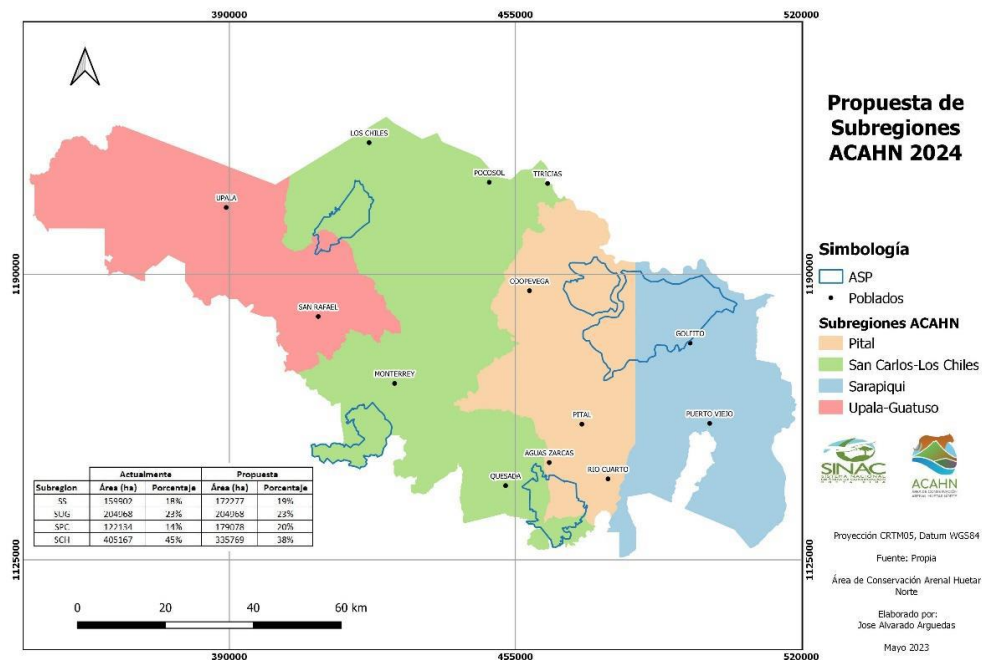 390000
455000
520000
Propuesta de
Subregiones
ACAHN 2024
LOS CHILES
POCOSOL
TIRICIAS
UPALA
1190000
1190000
COOPEVEGA
SAN RAFAEL
GOLFITO
MONTERREY
PITAL
PUERTO VIEJO
AGUAS ZARCAS
QUESADA
RIO CUARTO
Simbología
ASP
Poblados
Subregiones ACAHN
Pital
San Carlos-Los Chiles
Sarapiqui
Upala-Guatuso
SINAC
ACAHN
Actualmente Propuesta
Subregion Área (ha) Porcentaje Área (ha) Porcentaje
SS 159902 18% 172277 19%
SUG 204968 23% 204968 23%
SPC 122134 14% 179078 20%
SCH 405167 45% 335769 38%
1125000
1125000
0 20 40 60 km
390000
455000
520000
Proyección CRTM05, Datum WGS84
Fuente: Propia
Área de Conservación Arenal Huetar
Norte
Elaborado por:
Jose Alvarado Arguedas
Mayo 2023